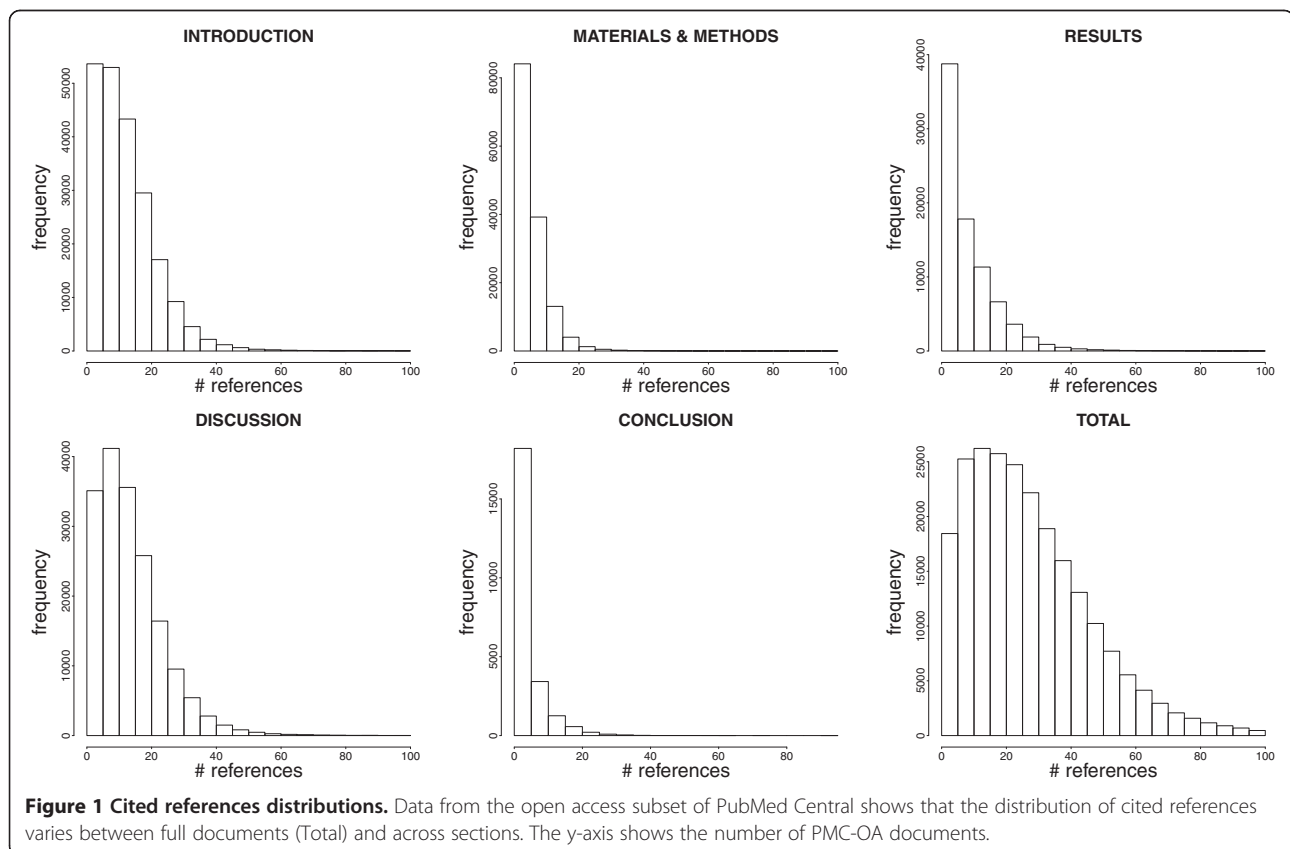 INTRODUCTION
frequency
0 10000 20000 30000 40000 50000
0 20 40 60 80 100
# references
MATERIALS & METHODS
frequency
0 20000 40000 60000 80000
0 20 40 60 80 100
# references
RESULTS
frequency
0 10000 20000 30000 40000
0 20 40 60 80 100
# references
DISCUSSION
frequency
0 10000 20000 30000 40000
0 20 40 60 80 100
# references
CONCLUSION
frequency
0 5000 15000
0 20 40 60 80
# references
TOTAL
frequency
0 5000 10000 15000 20000 25000
0 20 40 60 80 100
# references
Figure 1 Cited references distributions. Data from the open access subset of PubMed Central shows that the distribution of cited references
varies between full documents (Total) and across sections. The y-axis shows the number of PMC-OA documents.